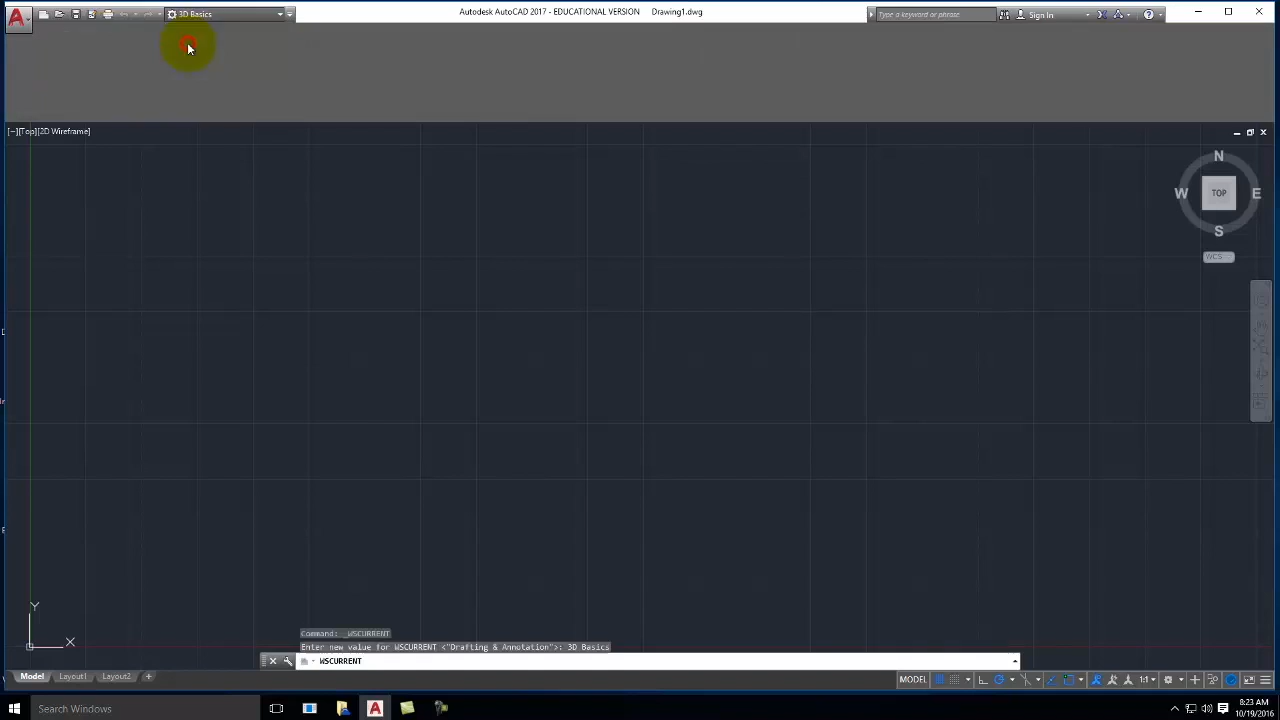 3D Basics
Autodesk AutoCAD 2017 - EDUCATIONAL VERSION Drawing1.dwg
Type a keyword or phrase
Sign In
[−][Top][2D Wireframe]
N
W TOP E
S
WCS
Y
X
Command: _WSCURRENT
Enter new value for WSCURRENT <"Drafting & Annotation">: 3D Basics
WSCURRENT
Model Layout1 Layout2 +
MODEL 1:1
Search Windows
8:23 AM
10/19/2016